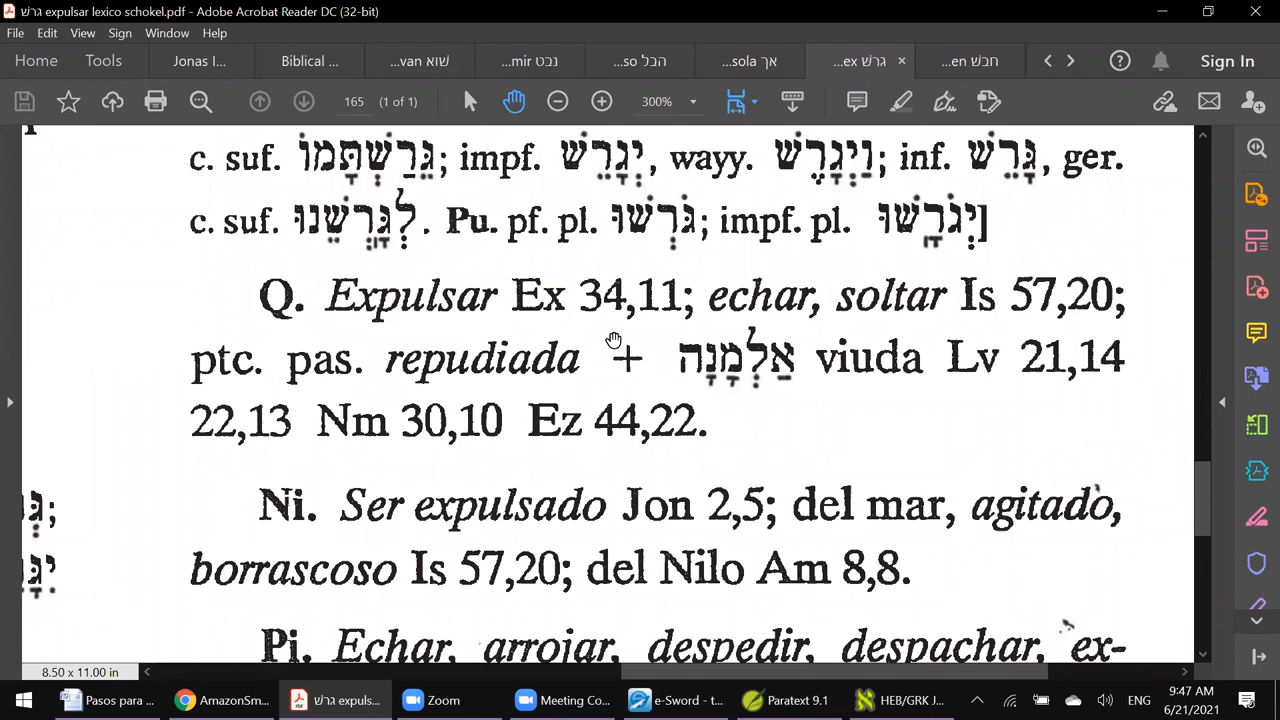 גרשׁ expulsar lexico schokel.pdf - Adobe Acrobat Reader DC (32-bit)
File Edit View Sign Window Help
Home Tools Jonas I... Biblical ... ...van שׁוא ...mir נבט ...so הבל ...sola אך ...ex גרשׁ × ...en חבשׁ Sign In
165 (1 of 1) 300%
c. suf. גֵּרַשְׁתָּמוֹ; impf. יְגָרֵשׁ, wayy. וַיְגָרֶשׁ; inf. גָּרֵשׁ, ger.
c. suf. לְגָרְשֵׁנוּ. Pu. pf. pl. גֹּרְשׁוּ; impf. pl. יְגֹרָשׁוּ]
Q. Expulsar Ex 34,11; echar, soltar Is 57,20;
ptc. pas. repudiada + אַלְמָנָה viuda Lv 21,14
22,13 Nm 30,10 Ez 44,22.
Ni. Ser expulsado Jon 2,5; del mar, agitado,
borrascoso Is 57,20; del Nilo Am 8,8.
Pi. Echar, arrojar, despedir, despachar, ex-
8.50 x 11.00 in
Pasos para ... AmazonSm... גרשׁ expuls... Zoom Meeting Co... e-Sword - t... Paratext 9.1 HEB/GRK J... ENG 9:47 AM
6/21/2021